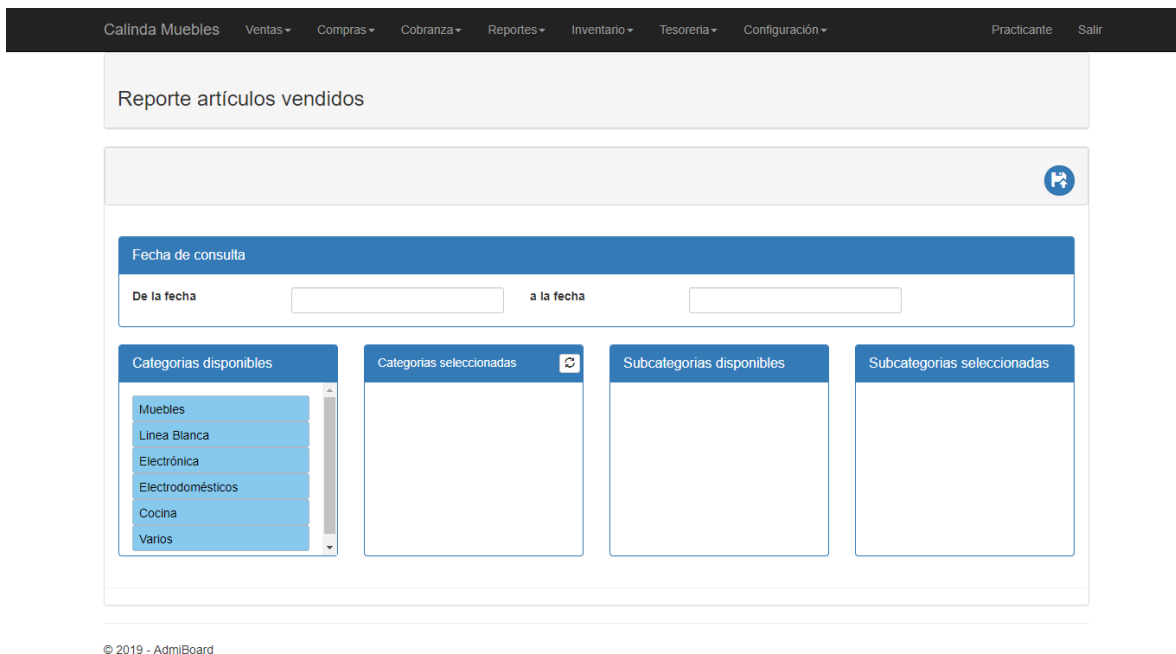 Calinda Muebles Ventas Compras Cobranza Reportes Inventario Tesoreria Configuración Practicante Salir
Reporte artículos vendidos
Fecha de consulta
De la fecha a la fecha
Categorias disponibles Categorias seleccionadas Subcategorias disponibles Subcategorias seleccionadas
Muebles
Linea Blanca
Electrónica
Electrodomésticos
Cocina
Varios
© 2019 - AdmiBoard